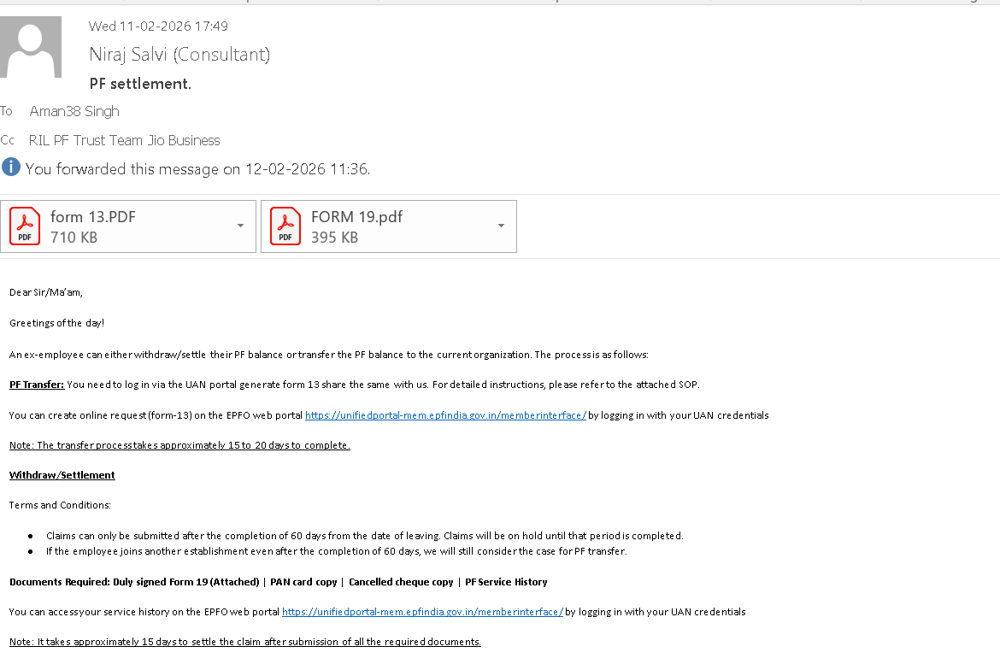 Wed 11-02-2026 17:49
Niraj Salvi (Consultant)
PF settlement.
To Aman38 Singh
Cc RIL PF Trust Team Jio Business
You forwarded this message on 12-02-2026 11:36.
form 13.PDF
710 KB
PDF
FORM 19.pdf
395 KB
PDF
Dear Sir/Ma'am,
Greetings of the day!
An ex-employee can either withdraw/settle their PF balance or transfer the PF balance to the current organization. The process is as follows:
PF Transfer: You need to log in via the UAN portal generate form 13 share the same with us. For detailed instructions, please refer to the attached SOP.
You can create online request (form-13) on the EPFO web portal https://unifiedportal-mem.epfindia.gov.in/memberinterface/ by logging in with your UAN credentials
Note: The transfer process takes approximately 15 to 20 days to complete.
Withdraw/Settlement
Terms and Conditions:
• Claims can only be submitted after the completion of 60 days from the date of leaving. Claims will be on hold until that period is completed.
• If the employee joins another establishment even after the completion of 60 days, we will still consider the case for PF transfer.
Documents Required: Duly signed Form 19 (Attached) | PAN card copy | Cancelled cheque copy | PF Service History
You can access your service history on the EPFO web portal https://unifiedportal-mem.epfindia.gov.in/memberinterface/ by logging in with your UAN credentials
Note: It takes approximately 15 days to settle the claim after submission of all the required documents.